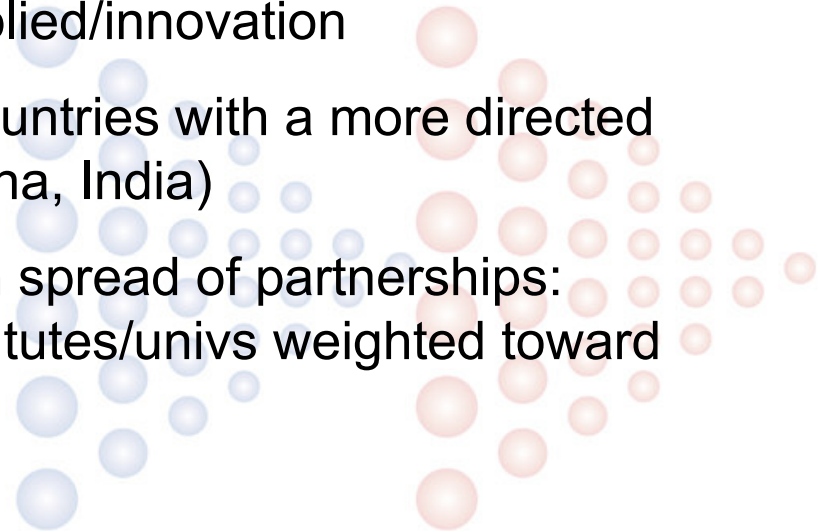 plied/innovation
untries with a more directed
na, India)
spread of partnerships:
tutes/univs weighted toward